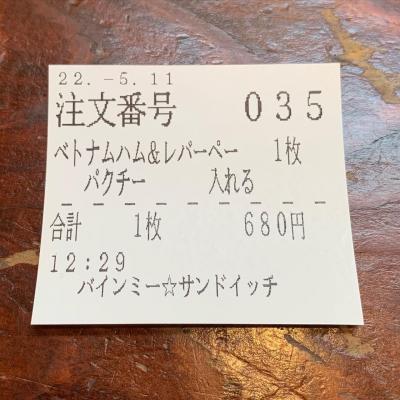 22.-5.11
注文番号 035
ベトナムハム&レバーペー 1枚
パクチー 入れる
合計 1枚 680円
12:29
バインミー☆サンドイッチ